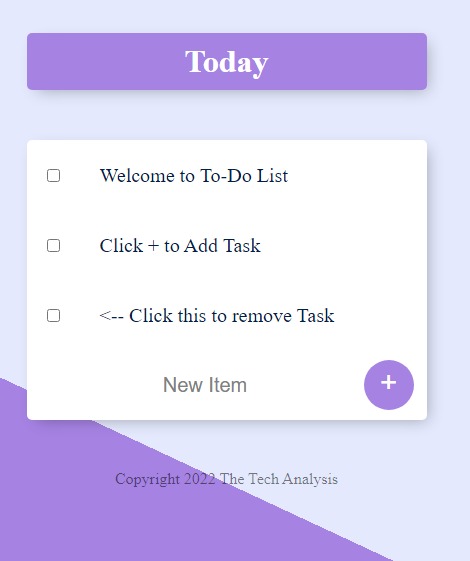 Today
Welcome to To-Do List
Click + to Add Task
<-- Click this to remove Task
New Item
+
Copyright 2022 The Tech Analysis